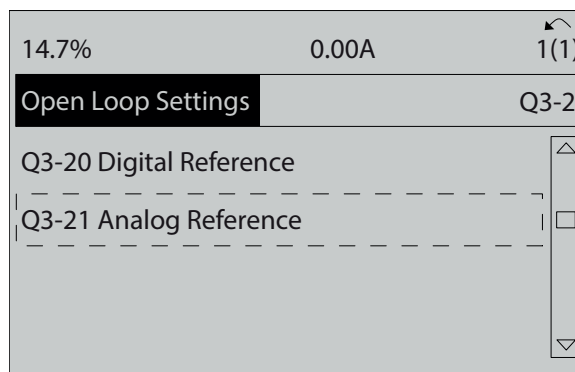 14.7% 0.00A 1(1)
Open Loop Settings Q3-2
Q3-20 Digital Reference
Q3-21 Analog Reference